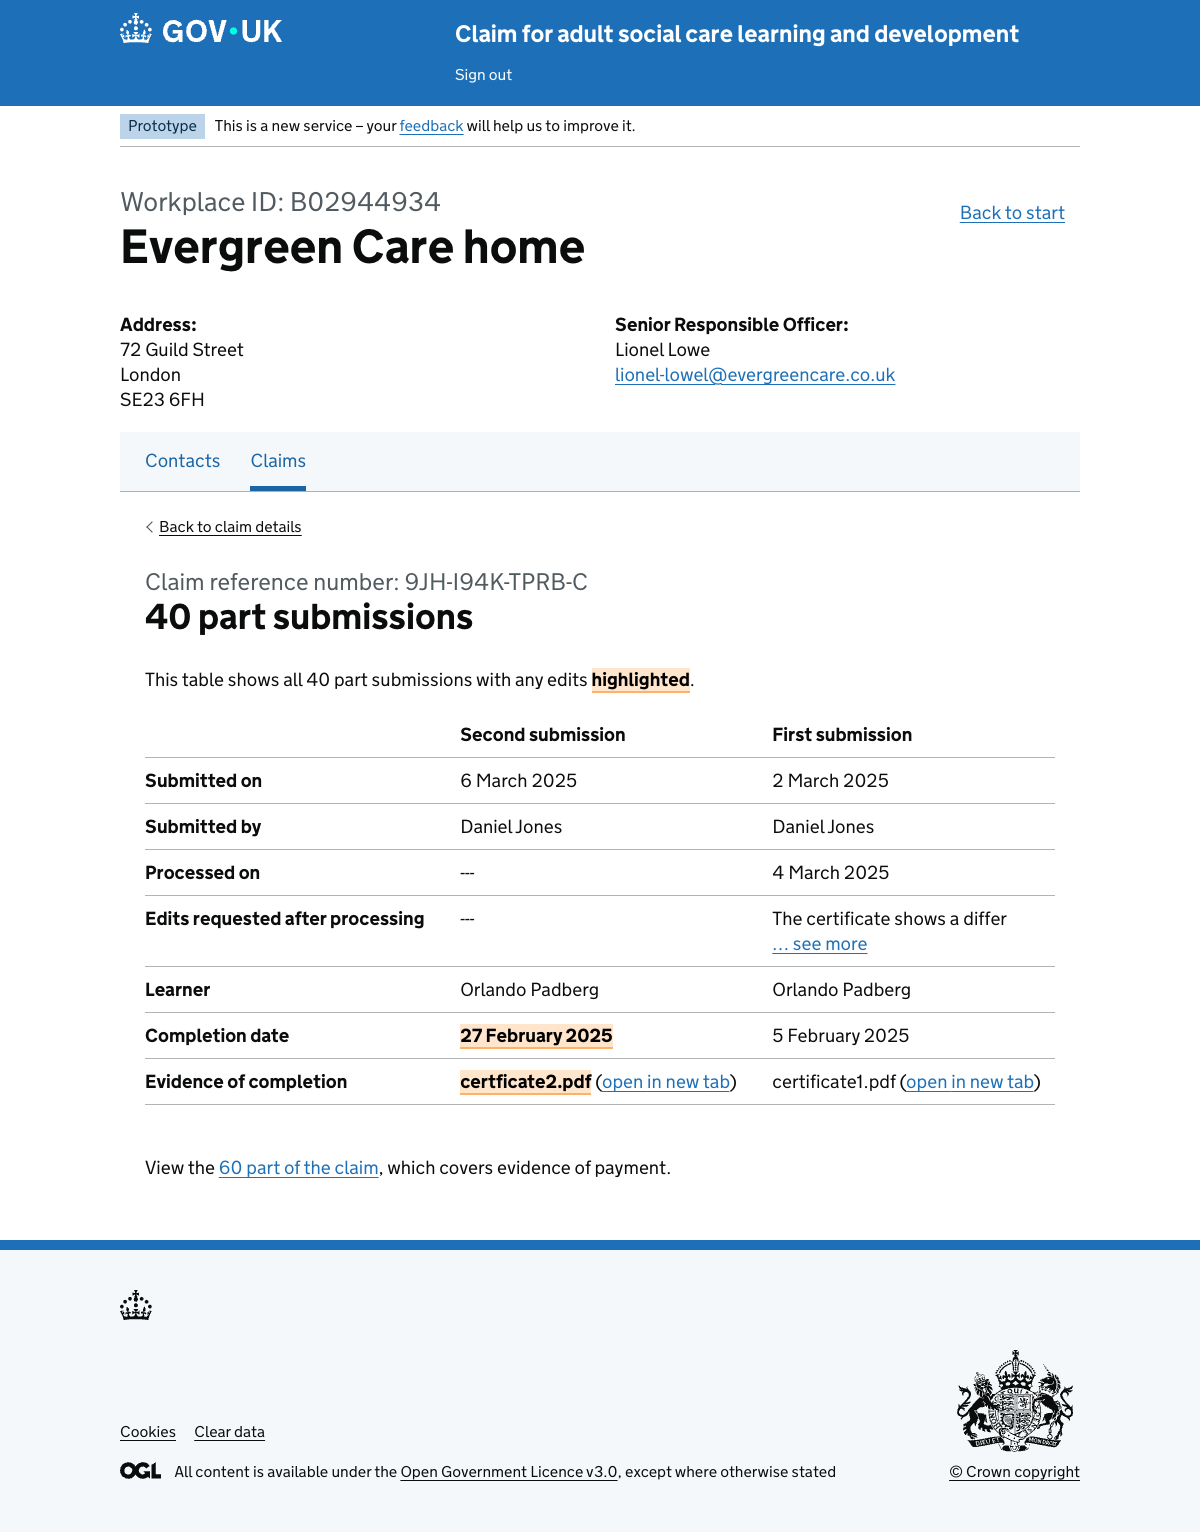 GOV·UK
Claim for adult social care learning and development
Sign out
Prototype This is a new service – your feedback will help us to improve it.
Workplace ID: B02944934
Evergreen Care home
Back to start
Address:
72 Guild Street
London
SE23 6FH
Senior Responsible Officer:
Lionel Lowe
lionel-lowel@evergreencare.co.uk
Contacts Claims
Back to claim details
Claim reference number: 9JH-I94K-TPRB-C
40 part submissions
This table shows all 40 part submissions with any edits highlighted.
Second submission First submission
Submitted on 6 March 2025 2 March 2025
Submitted by Daniel Jones Daniel Jones
Processed on --- 4 March 2025
Edits requested after processing --- The certificate shows a differ
… see more
Learner Orlando Padberg Orlando Padberg
Completion date 27 February 2025 5 February 2025
Evidence of completion certficate2.pdf (open in new tab) certificate1.pdf (open in new tab)
View the 60 part of the claim, which covers evidence of payment.
Cookies Clear data
OGL All content is available under the Open Government Licence v3.0, except where otherwise stated
© Crown copyright